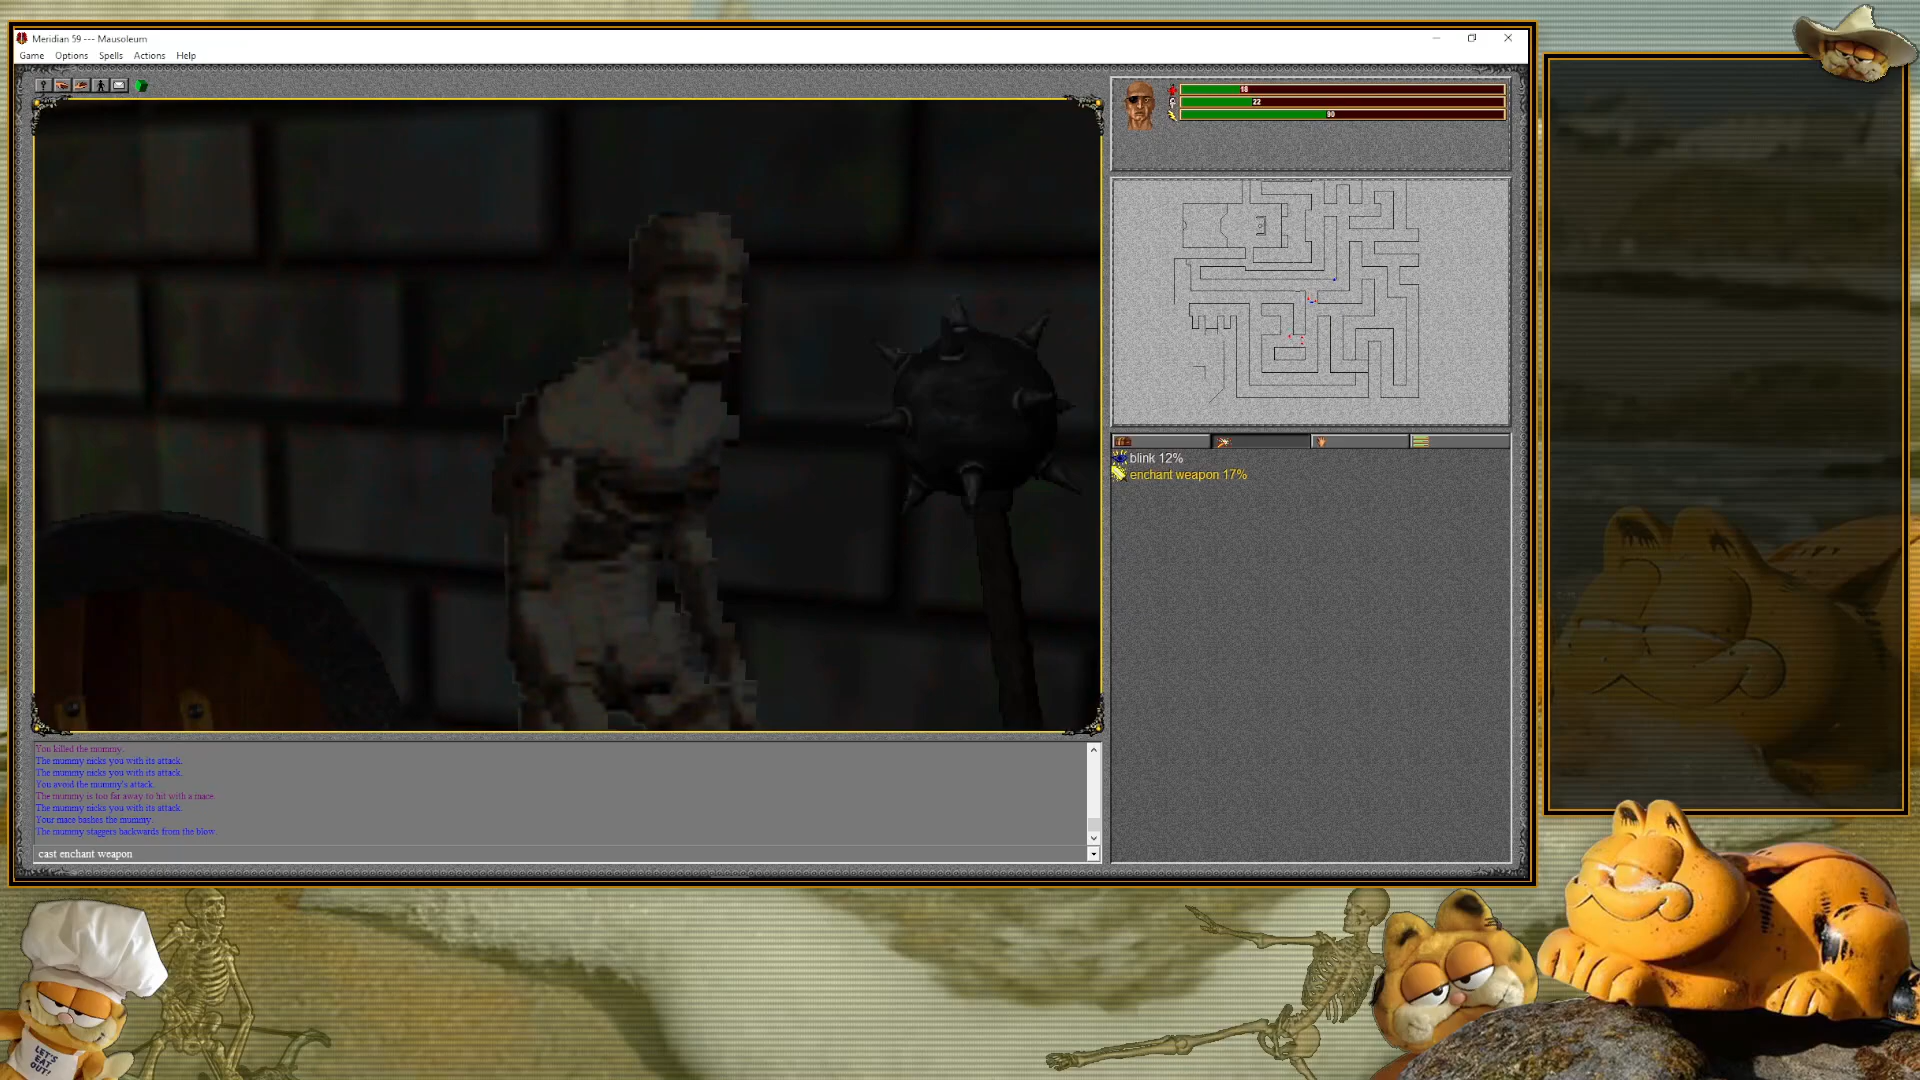 Meridian 59 --- Mausoleum
Game Options Spells Actions Help
18
22
90
blink 12%
enchant weapon 17%
You killed the mummy.
The mummy nicks you with its attack.
The mummy nicks you with its attack.
You avoid the mummy's attack.
The mummy is too far away to hit with a mace.
The mummy nicks you with its attack.
Your mace bashes the mummy.
The mummy staggers backwards from the blow.
cast enchant weapon
LET'S
EAT
OUT!